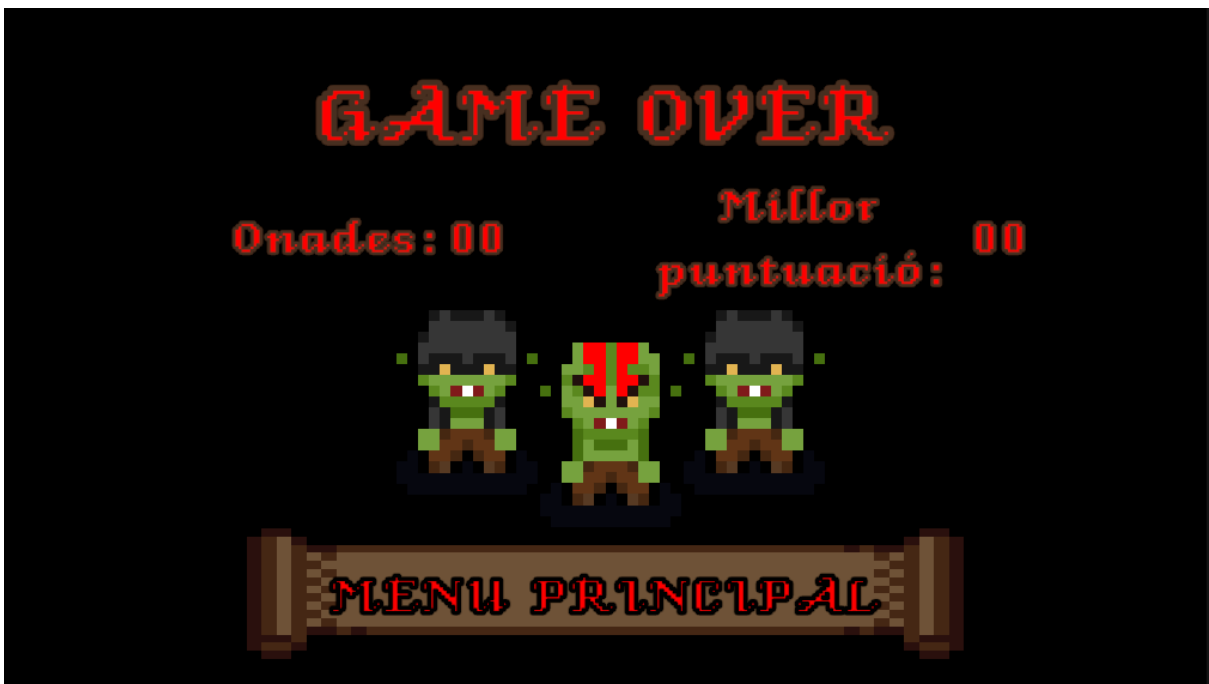 GAME OVER
Onades: 00
Millor
puntuació: 00
MENU PRINCIPAL